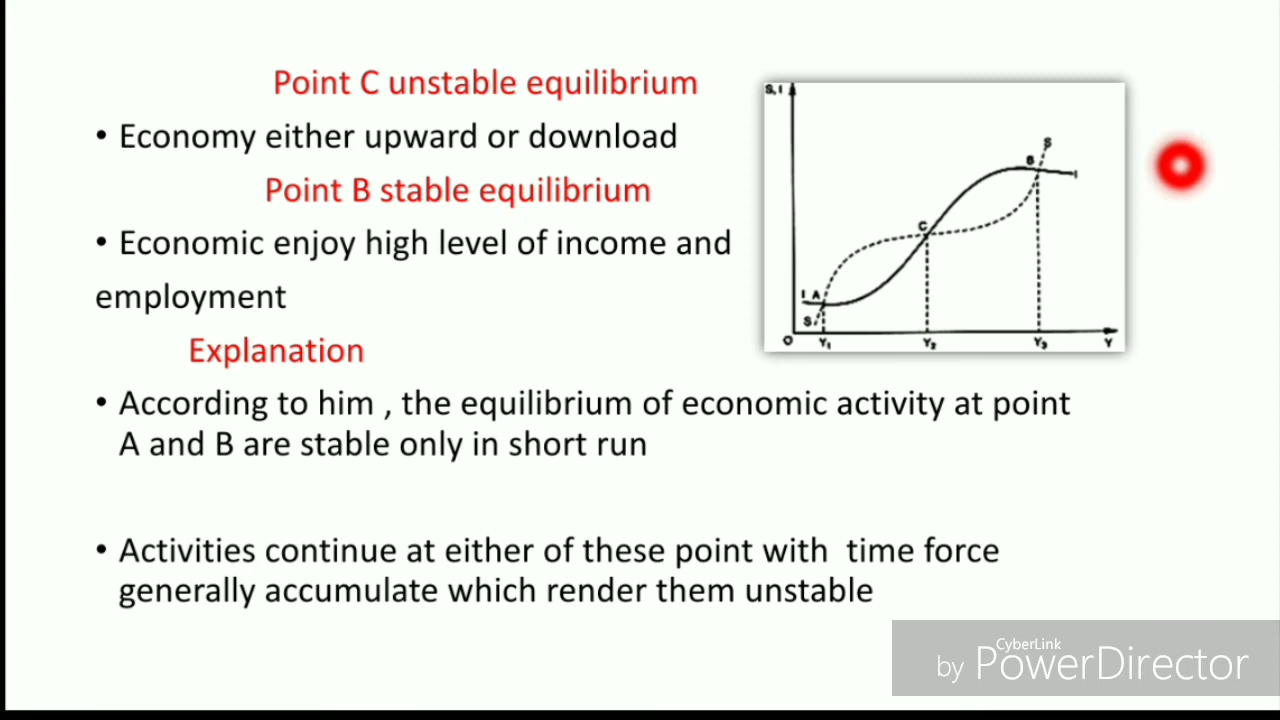 Point C unstable equilibrium
• Economy either upward or download
Point B stable equilibrium
• Economic enjoy high level of income and
employment
Explanation
• According to him , the equilibrium of economic activity at point
A and B are stable only in short run
• Activities continue at either of these point with time force
generally accumulate which render them unstable
S, I
S
B
I
C
I A
S
O Y₁ Y₂ Y₃ Y
CyberLink
by PowerDirector